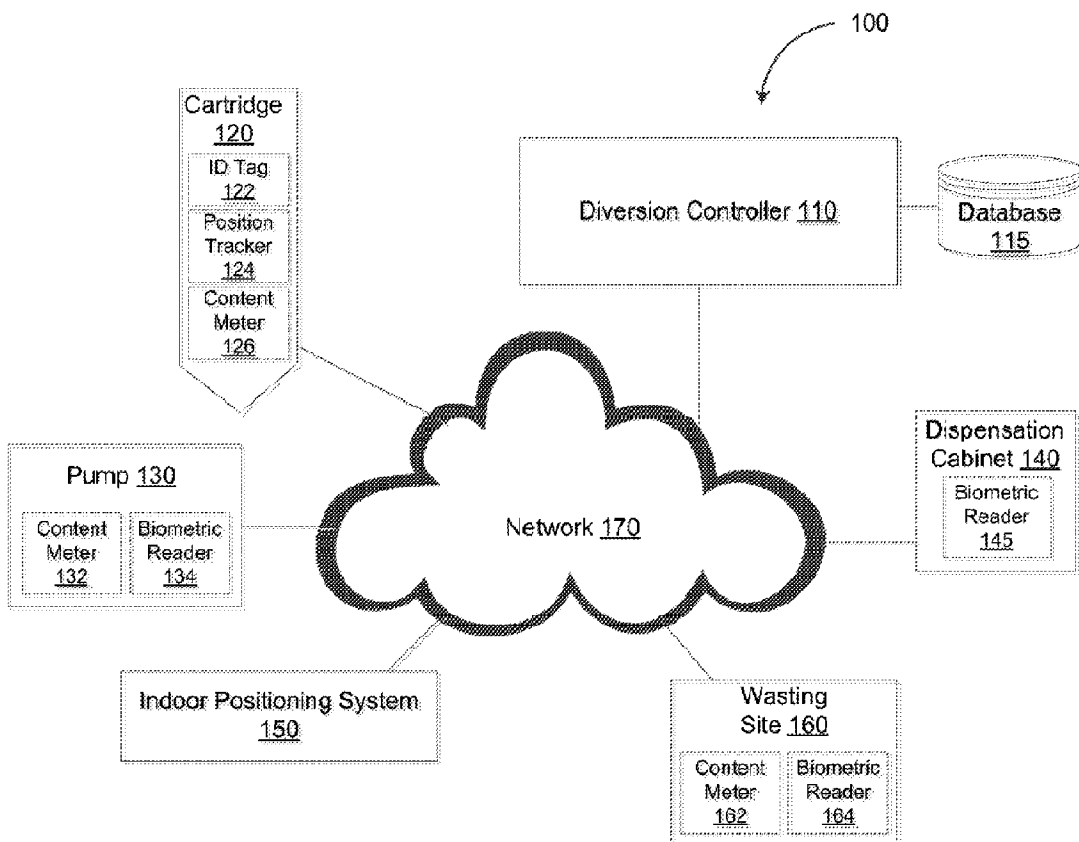 100
Cartridge
120
ID Tag
122
Position
Tracker
124
Content
Meter
126
Diversion Controller 110
Database
115
Pump 130
Content
Meter
132
Biometric
Reader
134
Network 170
Dispensation
Cabinet 140
Biometric
Reader
145
Indoor Positioning System
150
Wasting
Site 160
Content
Meter
162
Biometric
Reader
164